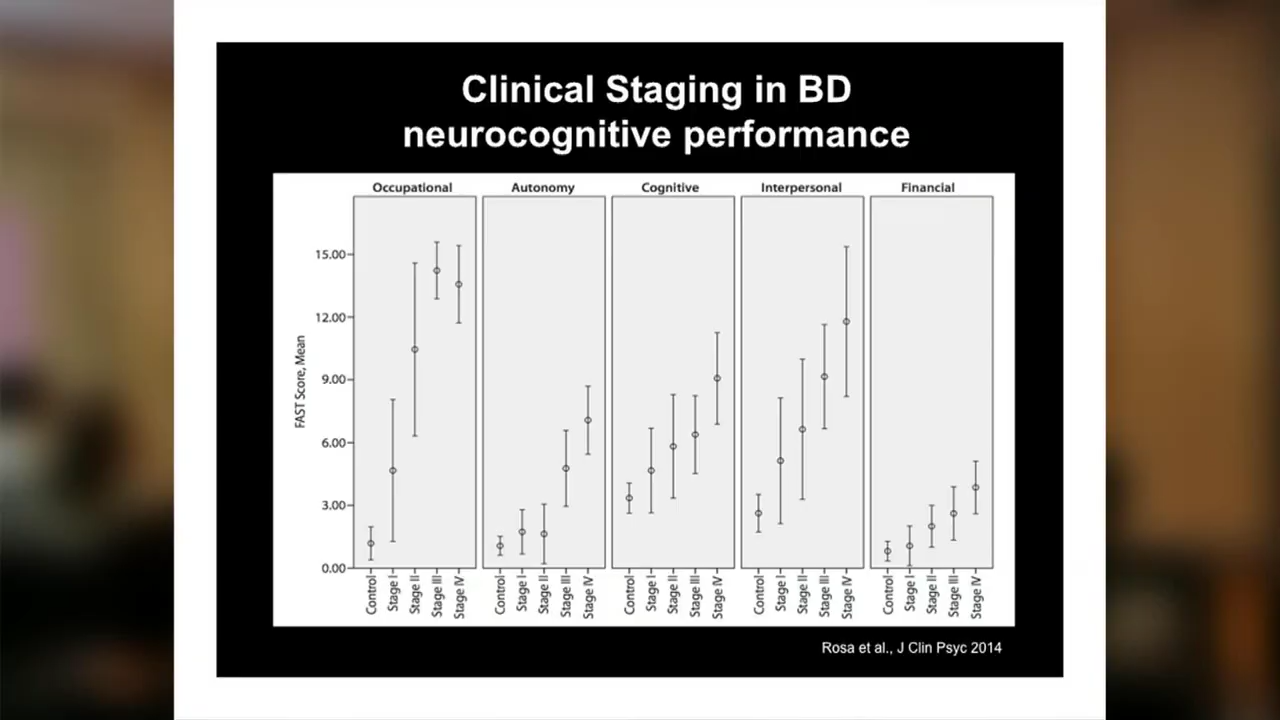 Clinical Staging in BD
neurocognitive performance
Occupational Autonomy Cognitive Interpersonal Financial
FAST Score, Mean
15.00
12.00
9.00
6.00
3.00
0.00
Control Stage I Stage II Stage III Stage IV Control Stage I Stage II Stage III Stage IV Control Stage I Stage II Stage III Stage IV Control Stage I Stage II Stage III Stage IV Control Stage I Stage II Stage III Stage IV
Rosa et al., J Clin Psyc 2014